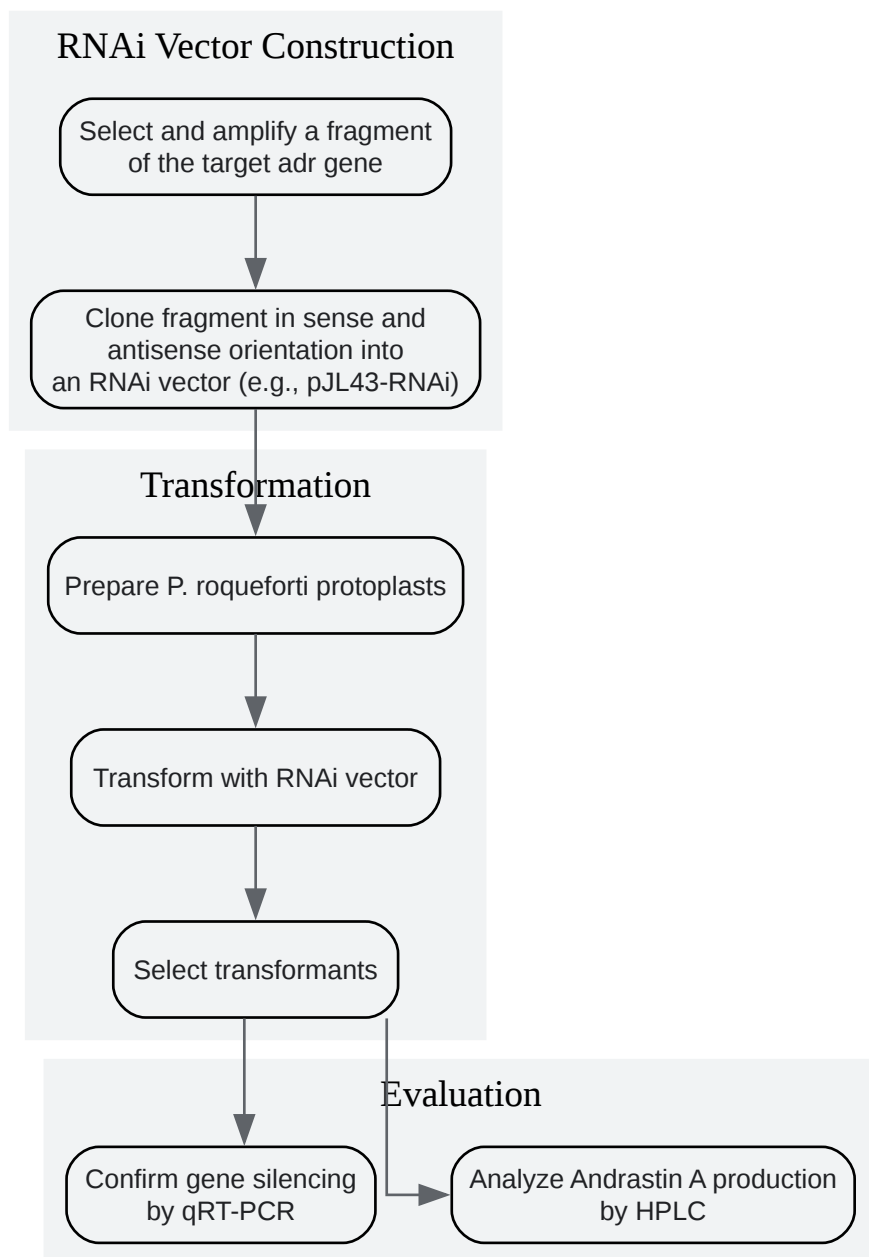 RNAi Vector Construction
Select and amplify a fragment
of the target adr gene
Clone fragment in sense and
antisense orientation into
an RNAi vector (e.g., pJL43-RNAi)
Transformation
Prepare P. roqueforti protoplasts
Transform with RNAi vector
Select transformants
Evaluation
Confirm gene silencing
by qRT-PCR
Analyze Andrastin A production
by HPLC